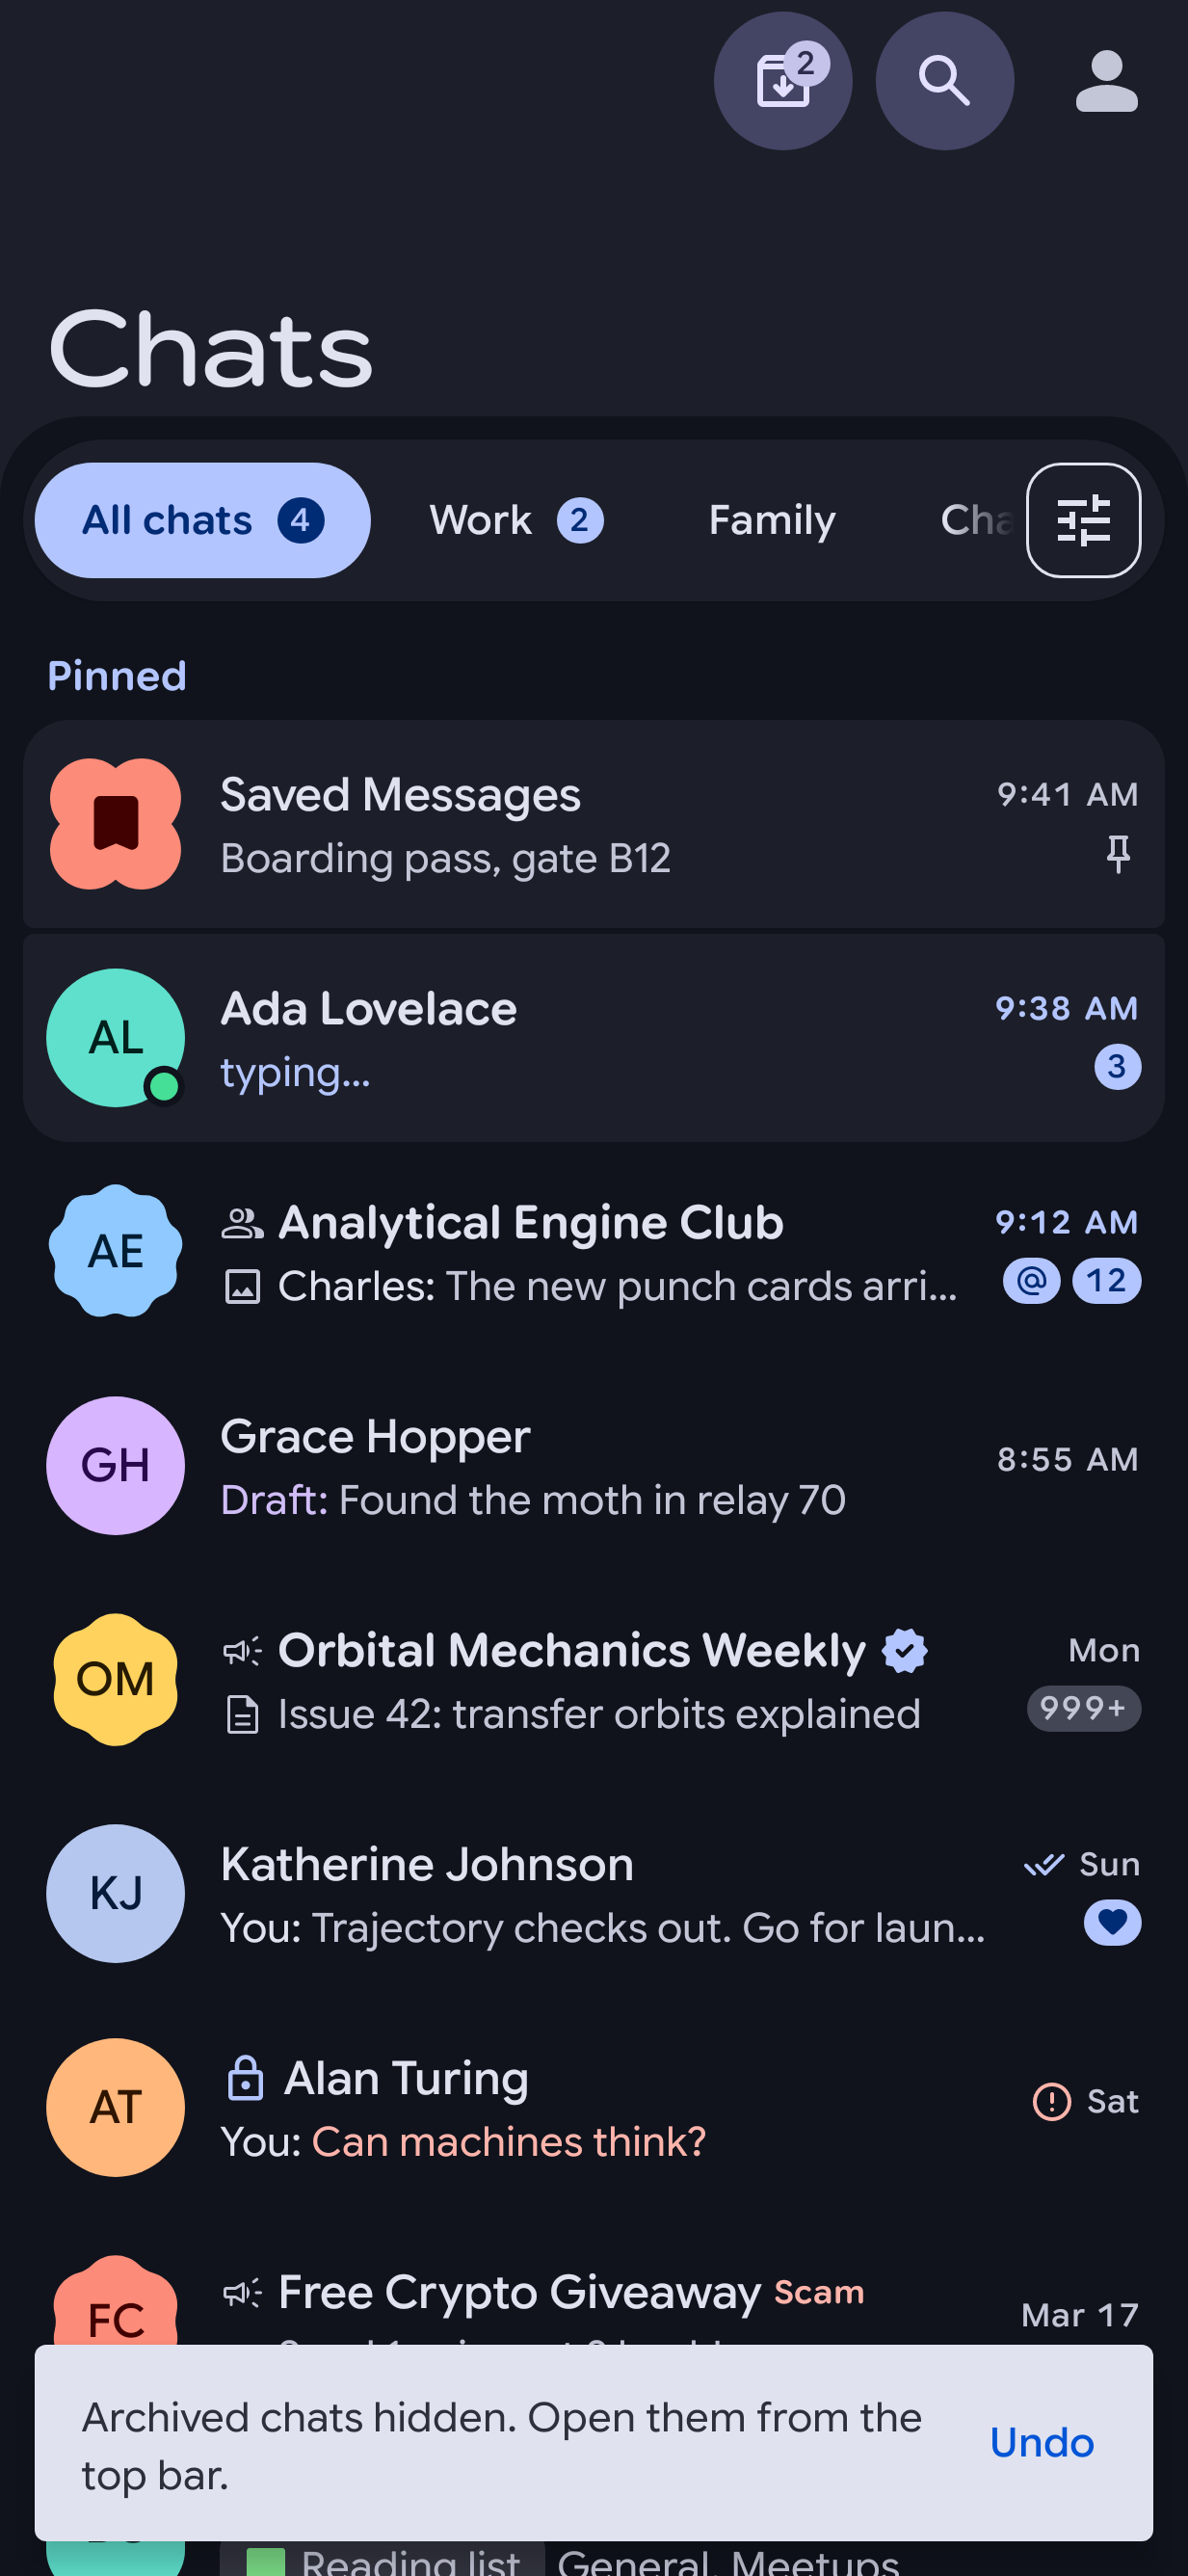 2
Chats
All chats 4
Work 2
Family
Cha
Pinned
Saved Messages
9:41 AM
Boarding pass, gate B12
AL
Ada Lovelace
9:38 AM
typing...
3
AE
Analytical Engine Club
9:12 AM
Charles: The new punch cards arri...
@ 12
GH
Grace Hopper
8:55 AM
Draft: Found the moth in relay 70
OM
Orbital Mechanics Weekly
Mon
Issue 42: transfer orbits explained
999+
KJ
Katherine Johnson
Sun
You: Trajectory checks out. Go for laun...
AT
Alan Turing
Sat
You: Can machines think?
FC
Free Crypto Giveaway Scam
Mar 17
Archived chats hidden. Open them from the
top bar.
Undo
Reading list General, Meetups